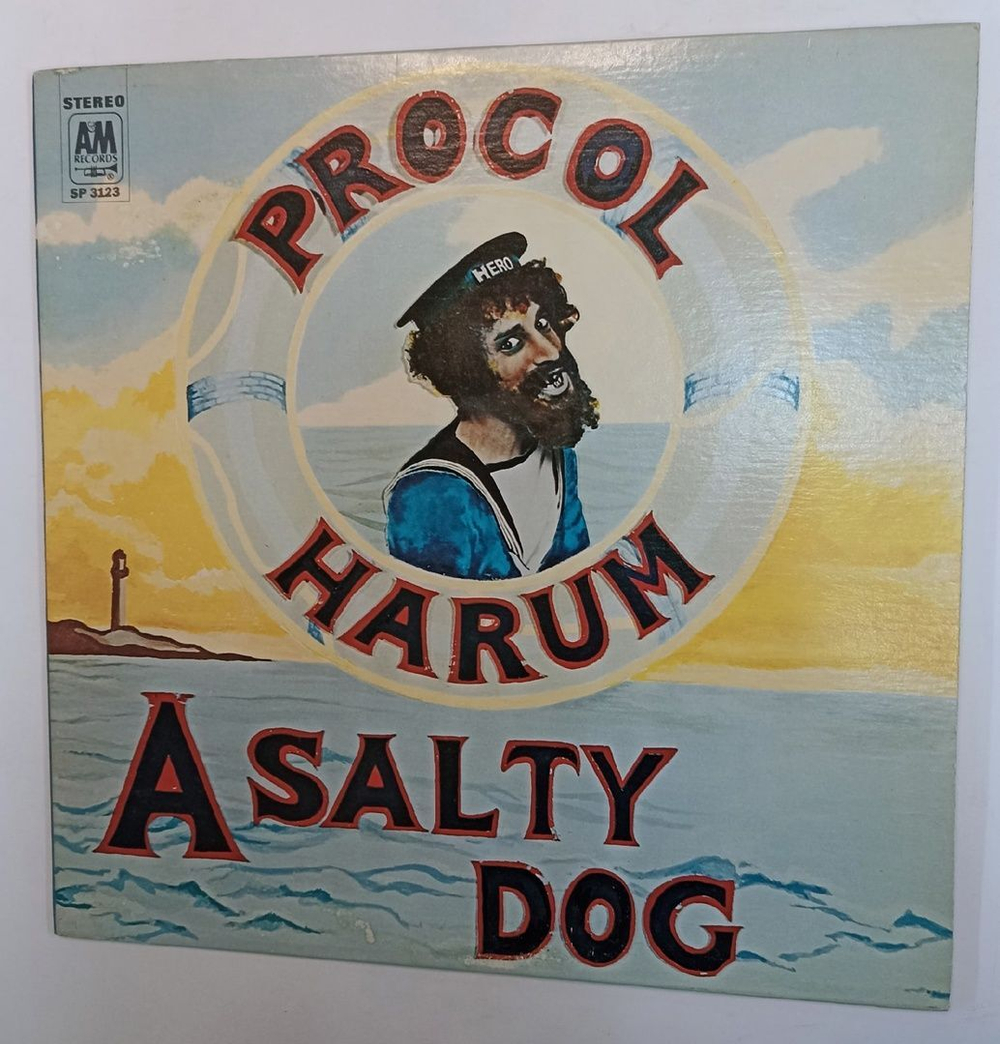 STEREO
A&M
RECORDS
®
SP 3123
PROCOL
HERO
HARUM
A SALTY
DOG